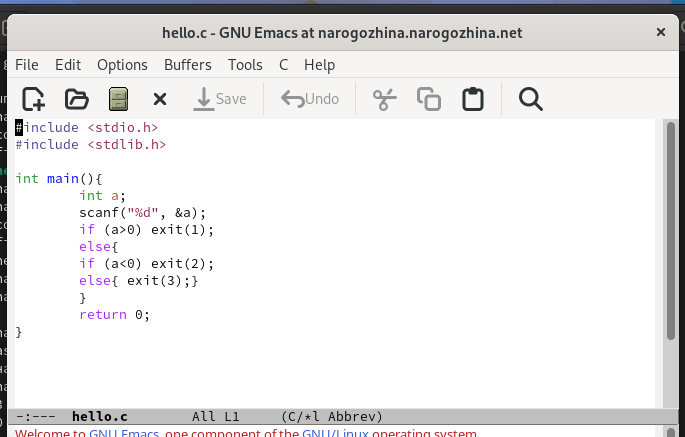 hello.c - GNU Emacs at narogozhina.narogozhina.net
File Edit Options Buffers Tools C Help
Save Undo
#include <stdio.h>
#include <stdlib.h>
int main(){
        int a;
        scanf("%d", &a);
        if (a>0) exit(1);
        else{
        if (a<0) exit(2);
        else{ exit(3);}
        }
        return 0;
}
-:--- hello.c All L1 (C/*l Abbrev)
Welcome to GNU Emacs, one component of the GNU/Linux operating system.